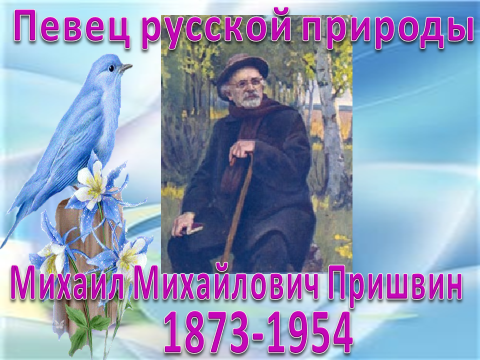 Певец русской природы
Михаил Михайлович Пришвин
1873-1954